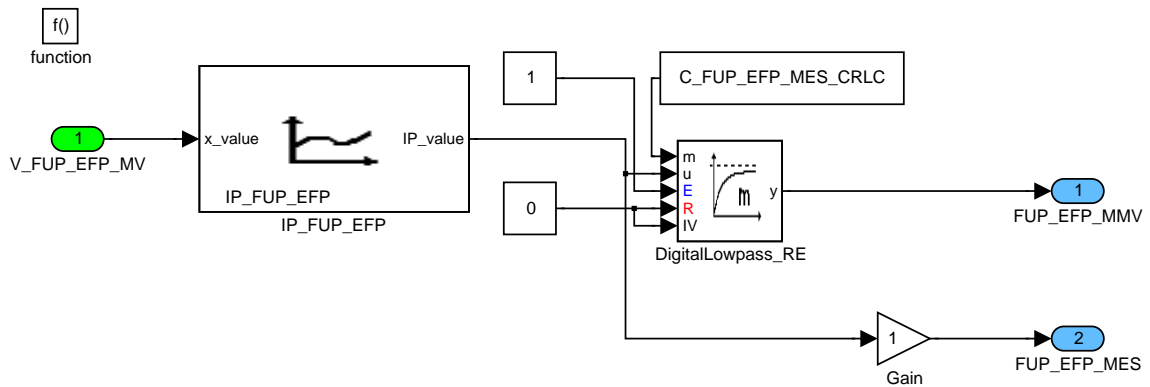 f()
function
1
V_FUP_EFP_MV
x_value
IP_value
IP_FUP_EFP
IP_FUP_EFP
1
C_FUP_EFP_MES_CRLC
0
m
u
E
R
IV
m
y
DigitalLowpass_RE
1
FUP_EFP_MMV
1
Gain
2
FUP_EFP_MES